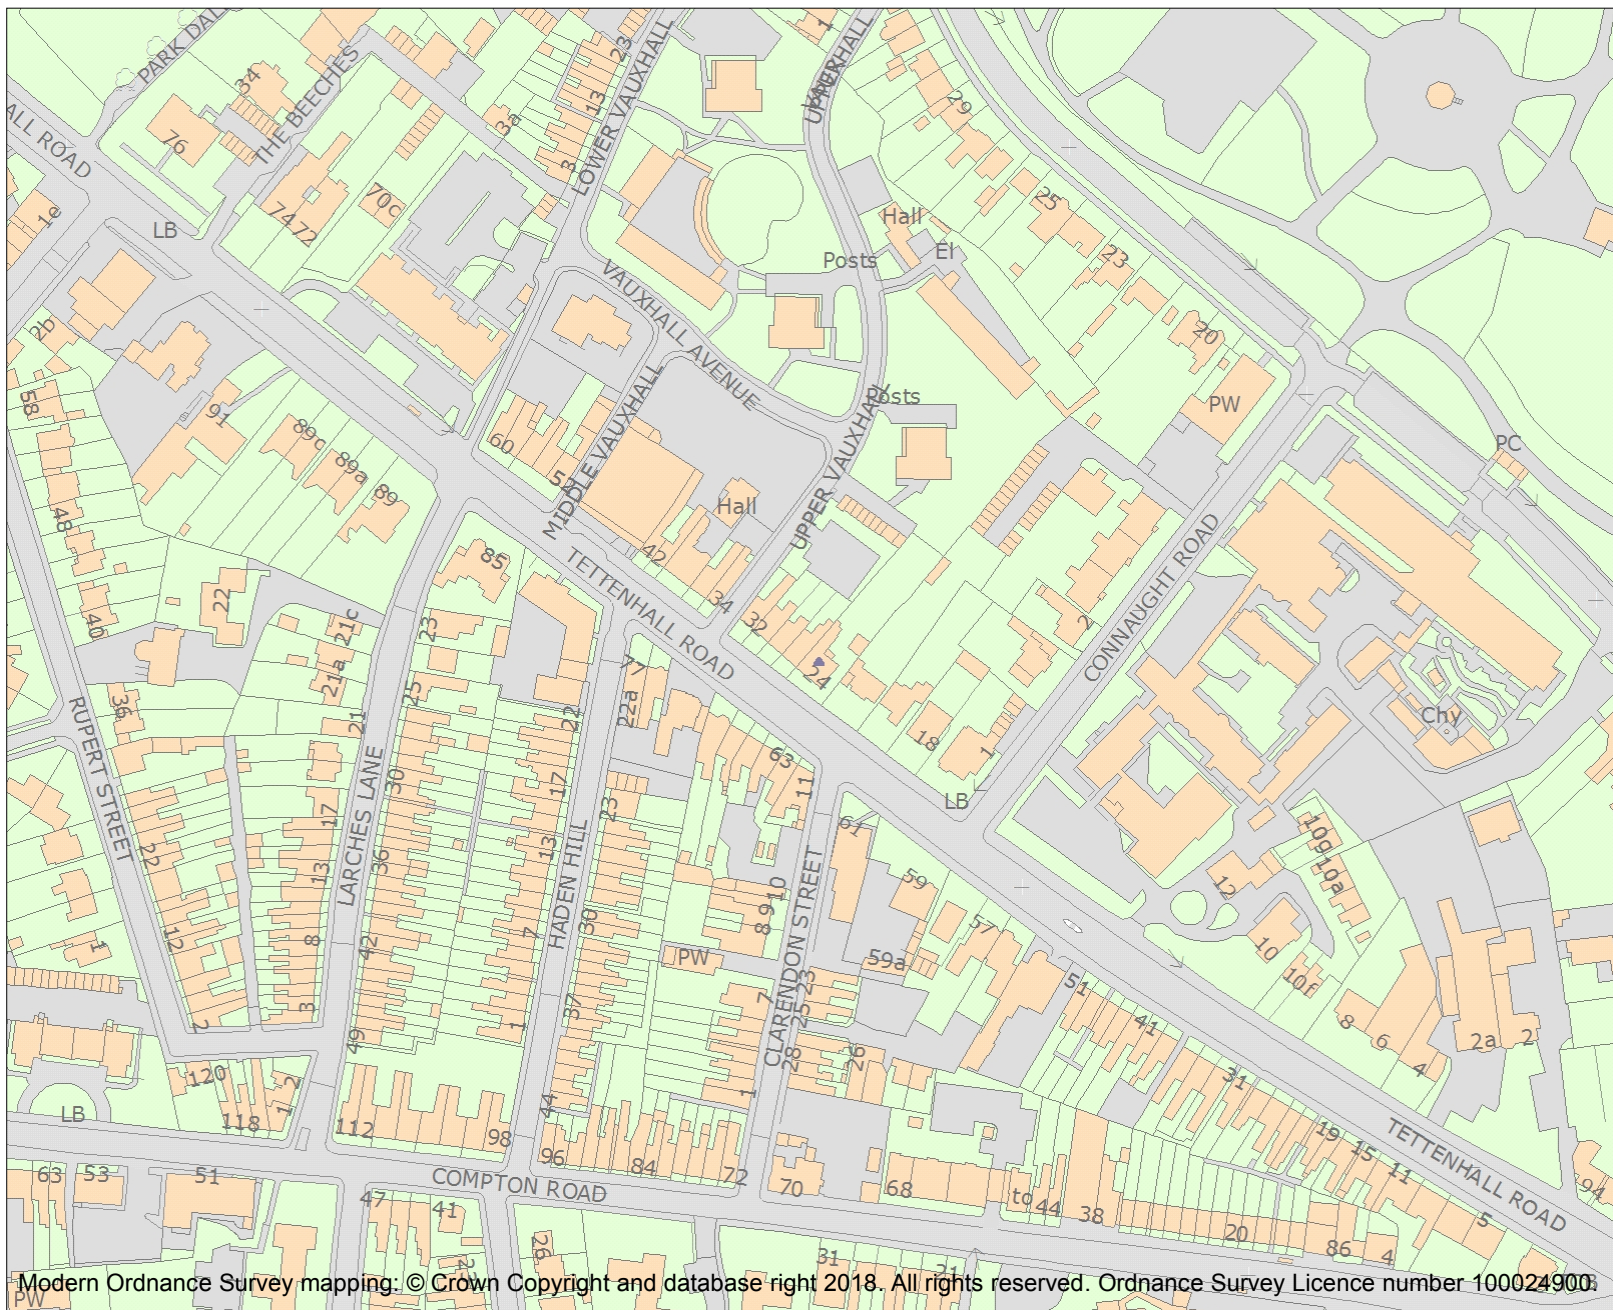 PARK DAL
23
1
UPPER VAUXHALL
LOWER VAUXHALL
34
THE BEECHES
29
13
3a
ALL ROAD
76
3
25
70c
1e
74 72
LB
Hall
El
Posts
23
VAUXHALL AVENUE
2b
20
58
MIDDLE VAUXHALL
Posts
PW
91
89c
60
PC
89a
52
89
Hall
UPPER VAUXHALL
48
CONNAUGHT ROAD
85
42
TETTENHALL ROAD
22
34
40
21c
23
32
2
77
24
21a
25
36
22a
22
21
Chy
18
1
RUPERT STREET
63
11
30
17
LB
23
17
61
LARCHES LANE
HADEN HILL
22
36
13
13
CLARENDON STREET
59
10g
10a
12
10
9
8
57
30
7
12
8
42
1
PW
59a
10
10f
23
51
7
37
25
3
2
49
1
28
26
41
8
6
4
2a
2
120
2
1
31
LB
118
112
44
98
96
84
72
19
15
11
TETTENHALL ROAD
63
53
51
COMPTON ROAD
70
68
to
44
38
20
86
4
5
94
47
41
26
31
21
PW
Modern Ordnance Survey mapping: © Crown Copyright and database right 2018. All rights reserved. Ordnance Survey Licence number 100024900.